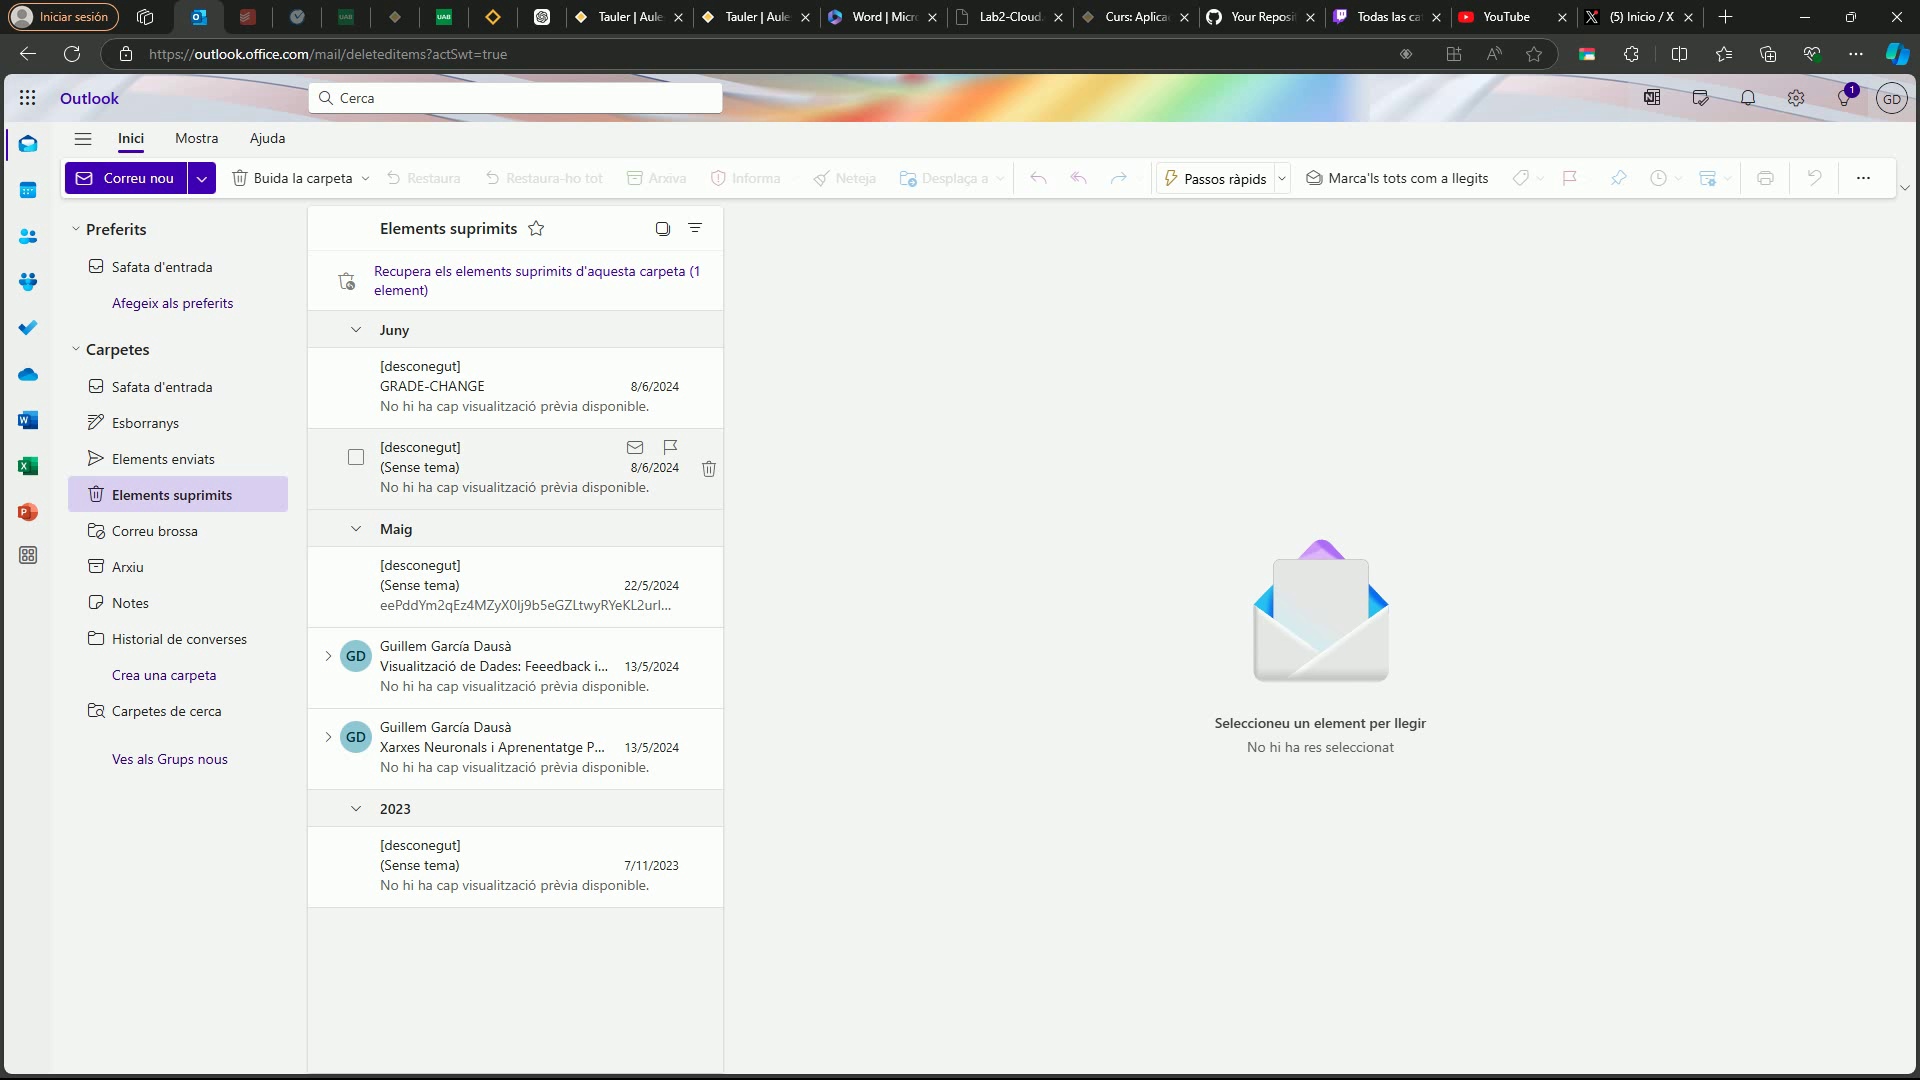 Iniciar sesión
UAB
UAB
Tauler | Aule
Tauler | Aule
Word | Micr
Lab2-Cloud.
Curs: Aplica
Your Reposit
Todas las ca
YouTube
(5) Inicio / X
https://outlook.office.com/mail/deleteditems?actSwt=true
Outlook
Cerca
1
GD
Inici
Mostra
Ajuda
Correu nou
Buida la carpeta
Restaura
Restaura-ho tot
Arxiva
Informa
Neteja
Desplaça a
Passos ràpids
Marca'ls tots com a llegits
Preferits
Safata d'entrada
Afegeix als preferits
Carpetes
Safata d'entrada
Esborranys
Elements enviats
Elements suprimits
Correu brossa
Arxiu
Notes
Historial de converses
Crea una carpeta
Carpetes de cerca
Ves als Grups nous
Elements suprimits
Recupera els elements suprimits d'aquesta carpeta (1
element)
Juny
[desconegut]
GRADE-CHANGE 8/6/2024
No hi ha cap visualització prèvia disponible.
[desconegut]
(Sense tema) 8/6/2024
No hi ha cap visualització prèvia disponible.
Maig
[desconegut]
(Sense tema) 22/5/2024
eePddYm2qEz4MZyX0Ij9b5eGZLtwyRYeKL2url...
GD
Guillem García Dausà
Visualització de Dades: Feeedback i... 13/5/2024
No hi ha cap visualització prèvia disponible.
GD
Guillem García Dausà
Xarxes Neuronals i Aprenentatge P... 13/5/2024
No hi ha cap visualització prèvia disponible.
2023
[desconegut]
(Sense tema) 7/11/2023
No hi ha cap visualització prèvia disponible.
Seleccioneu un element per llegir
No hi ha res seleccionat